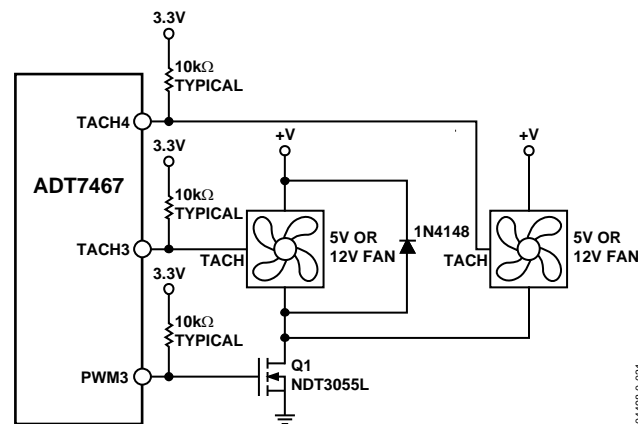 3.3V
10kΩ
TYPICAL
TACH4
3.3V
+V
+V
ADT7467
10kΩ
TYPICAL
1N4148
TACH3
TACH
5V OR
12V FAN
TACH
5V OR
12V FAN
3.3V
10kΩ
TYPICAL
Q1
NDT3055L
PWM3